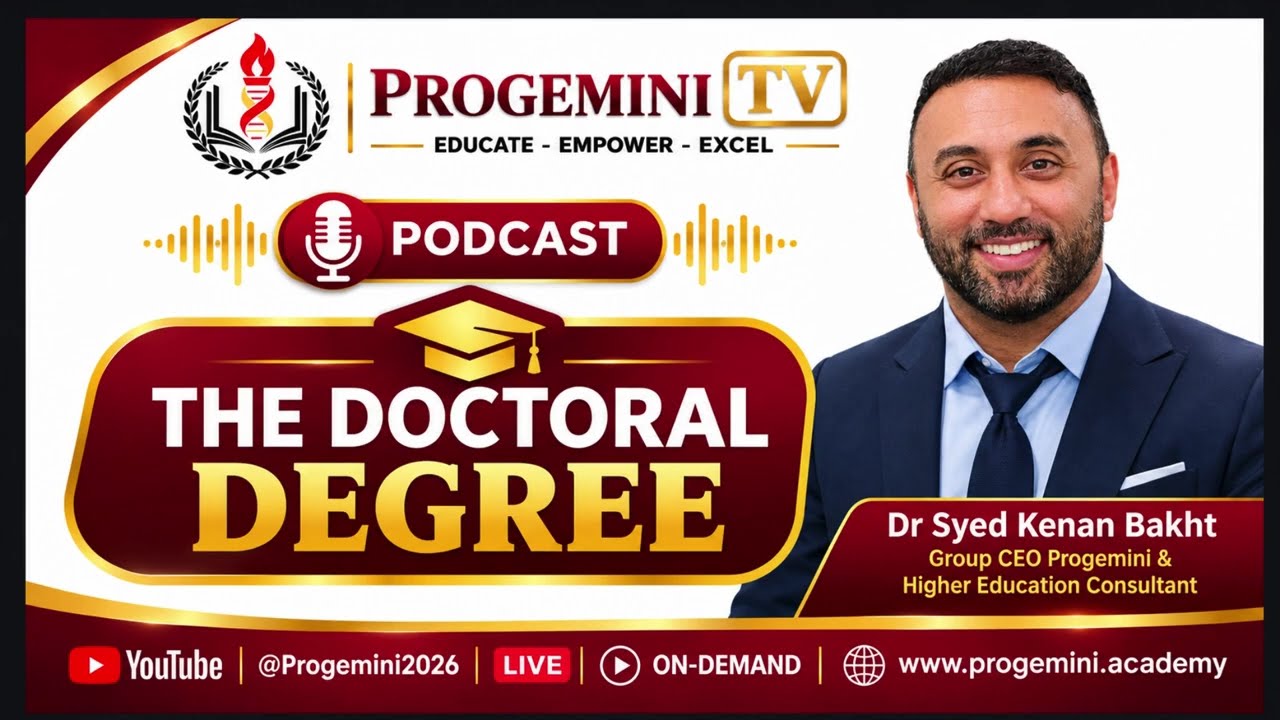 PROGEMINI TV
EDUCATE - EMPOWER - EXCEL
PODCAST
THE DOCTORAL
DEGREE
Dr Syed Kenan Bakht
Group CEO Progemini &
Higher Education Consultant
YouTube | @Progemini2026 | LIVE | ON-DEMAND | www.progemini.academy